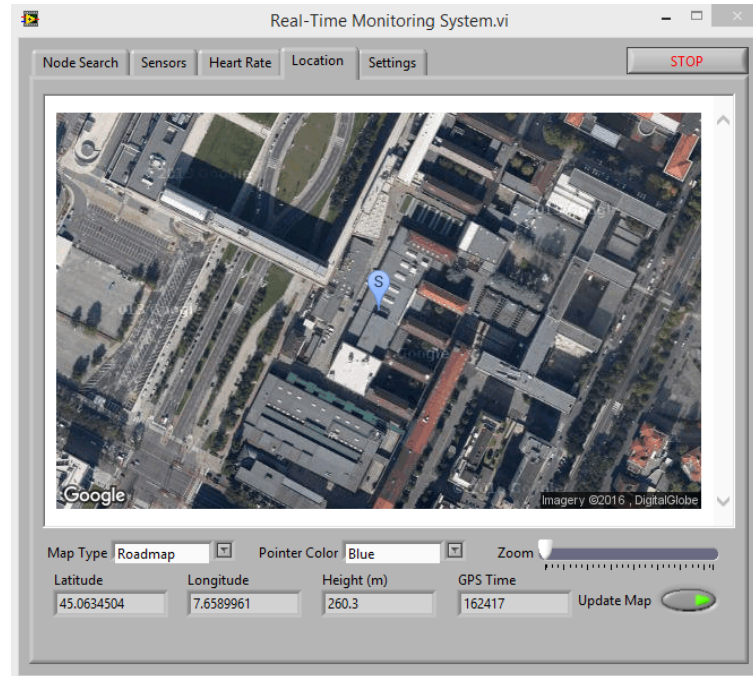 Real-Time Monitoring System.vi
Node Search Sensors Heart Rate Location Settings STOP
S
Google
Imagery ©2016 , DigitalGlobe
Map Type Roadmap Pointer Color Blue Zoom
Latitude Longitude Height (m) GPS Time
45.0634504 7.6589961 260.3 162417 Update Map